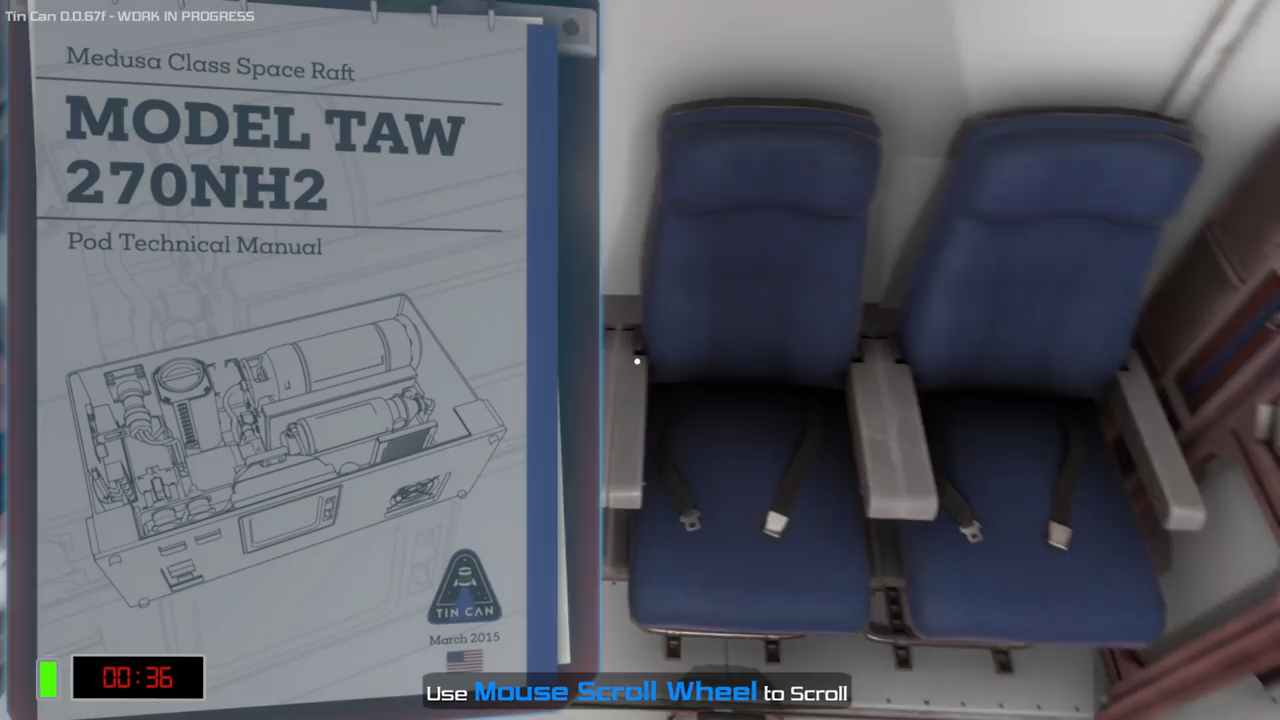 Tin Can 0.0.67f - WORK IN PROGRESS
Medusa Class Space Raft
MODEL TAW
270NH2
Pod Technical Manual
TIN CAN
March 2015
00:36
Use Mouse Scroll Wheel to Scroll